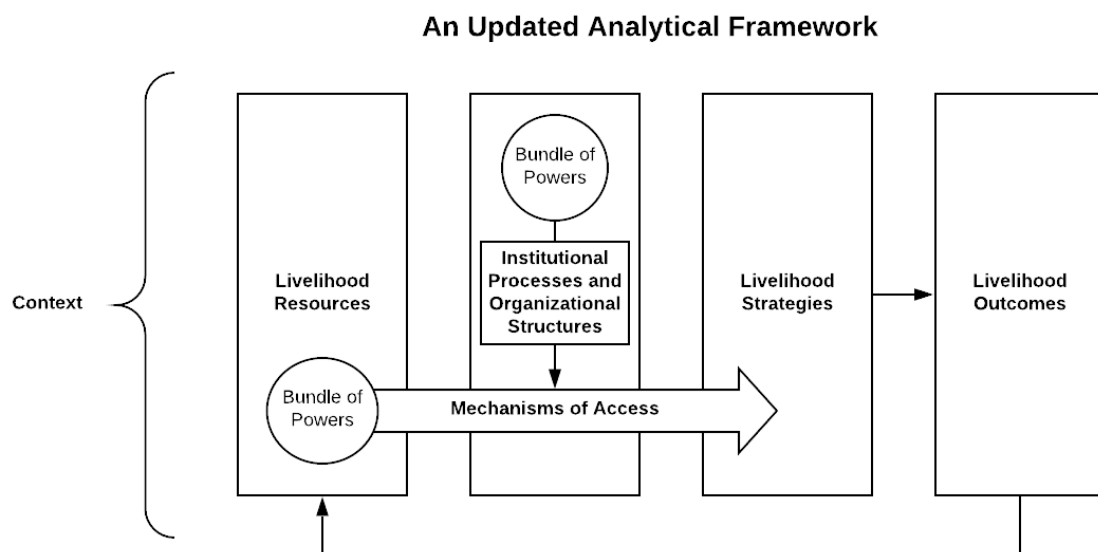 An Updated Analytical Framework
Context
Livelihood
Resources
Bundle of
Powers
Bundle of
Powers
Institutional
Processes and
Organizational
Structures
Mechanisms of Access
Livelihood
Strategies
Livelihood
Outcomes